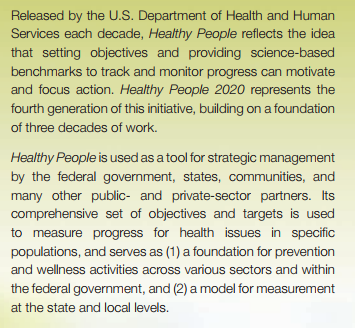 Released by the U.S. Department of Health and Human
Services each decade, Healthy People reflects the idea
that setting objectives and providing science-based
benchmarks to track and monitor progress can motivate
and focus action. Healthy People 2020 represents the
fourth generation of this initiative, building on a foundation
of three decades of work.
Healthy People is used as a tool for strategic management
by the federal government, states, communities, and
many other public- and private-sector partners. Its
comprehensive set of objectives and targets is used
to measure progress for health issues in specific
populations, and serves as (1) a foundation for prevention
and wellness activities across various sectors and within
the federal government, and (2) a model for measurement
at the state and local levels.